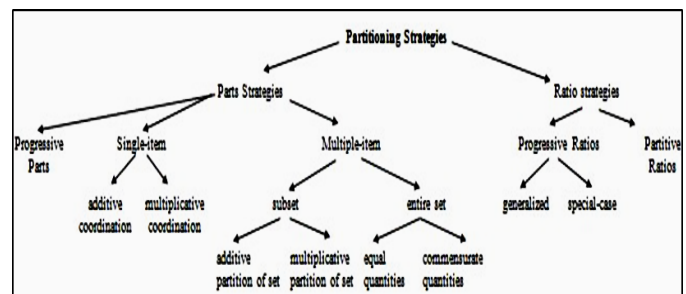 Partitioning Strategies
Parts Strategies
Ratio strategies
Progressive
Parts
Single-item
Multiple-item
Progressive Ratios
Partitive
Ratios
additive
coordination
multiplicative
coordination
subset
entire set
generalized
special-case
additive
partition of set
multiplicative
partition of set
equal
quantities
commensurate
quantities